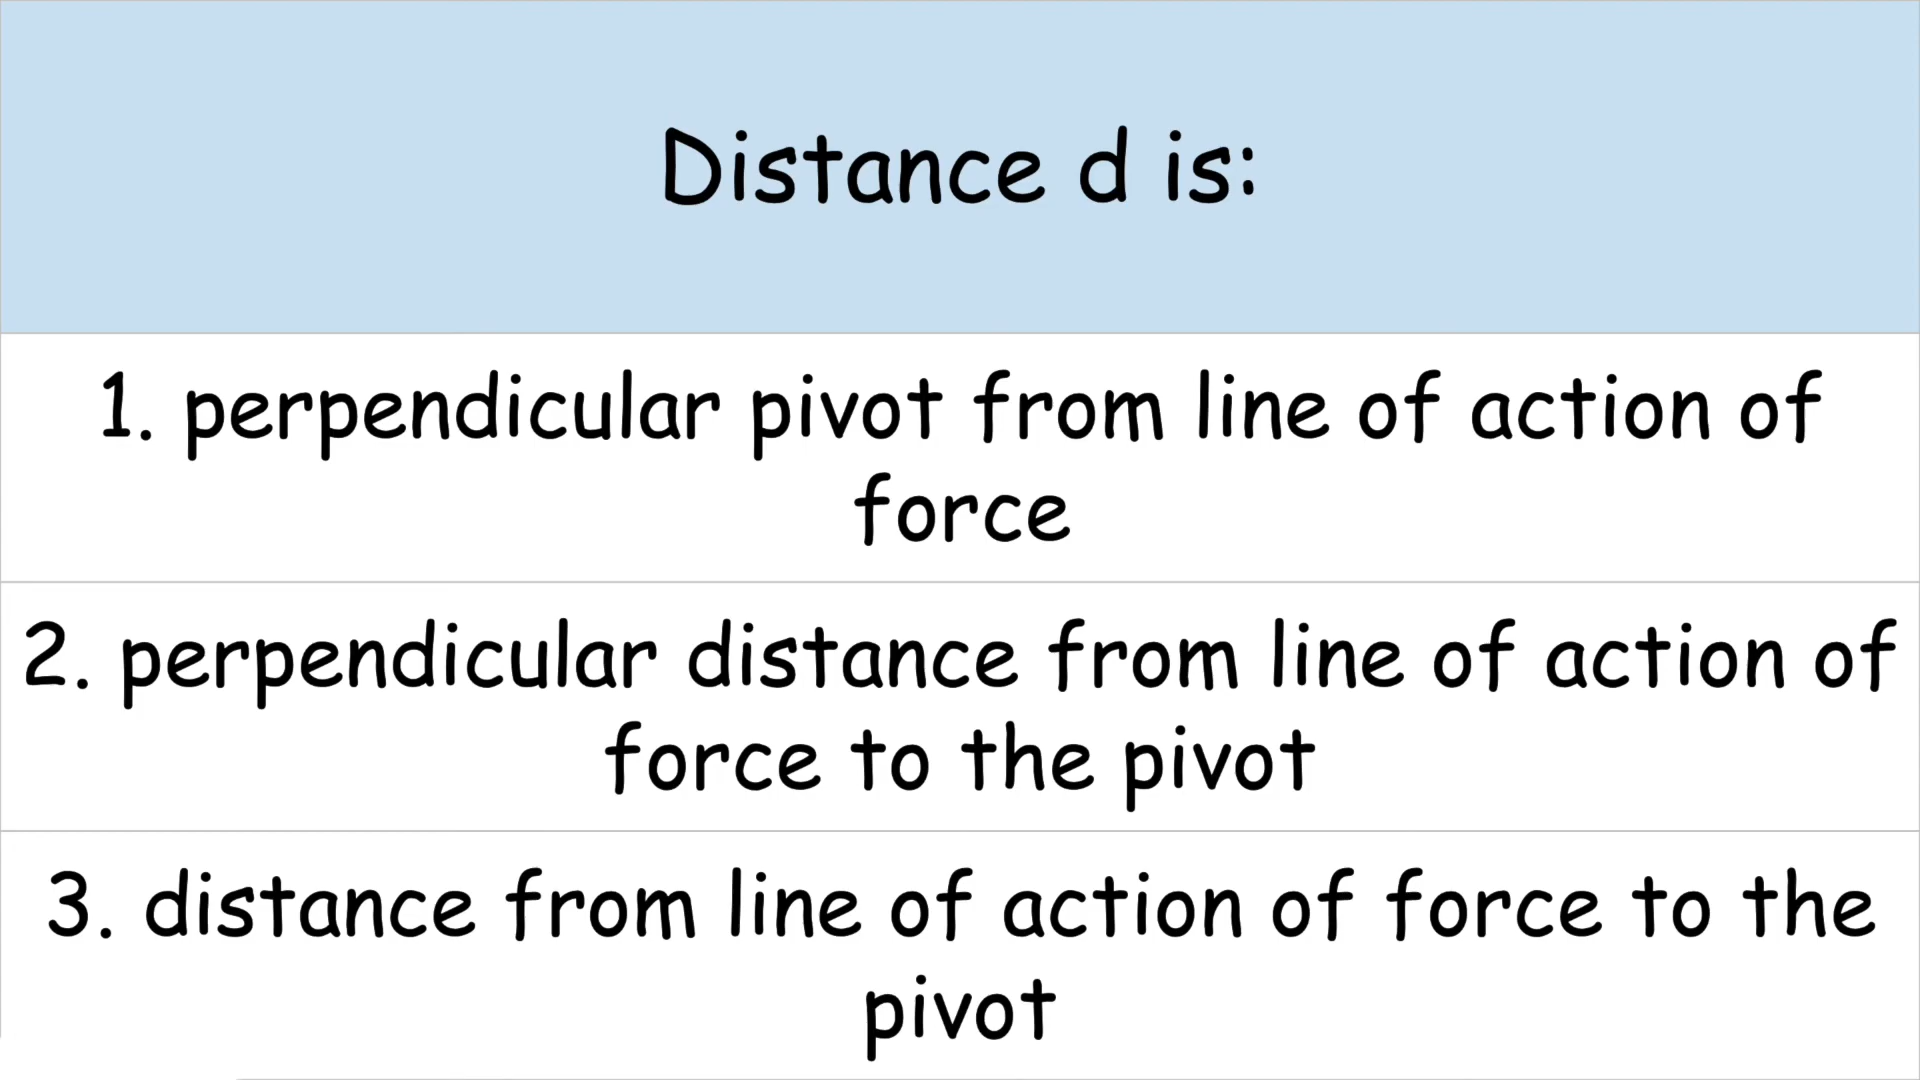 Distance d is:
1. perpendicular pivot from line of action of
force
2. perpendicular distance from line of action of
force to the pivot
3. distance from line of action of force to the
pivot